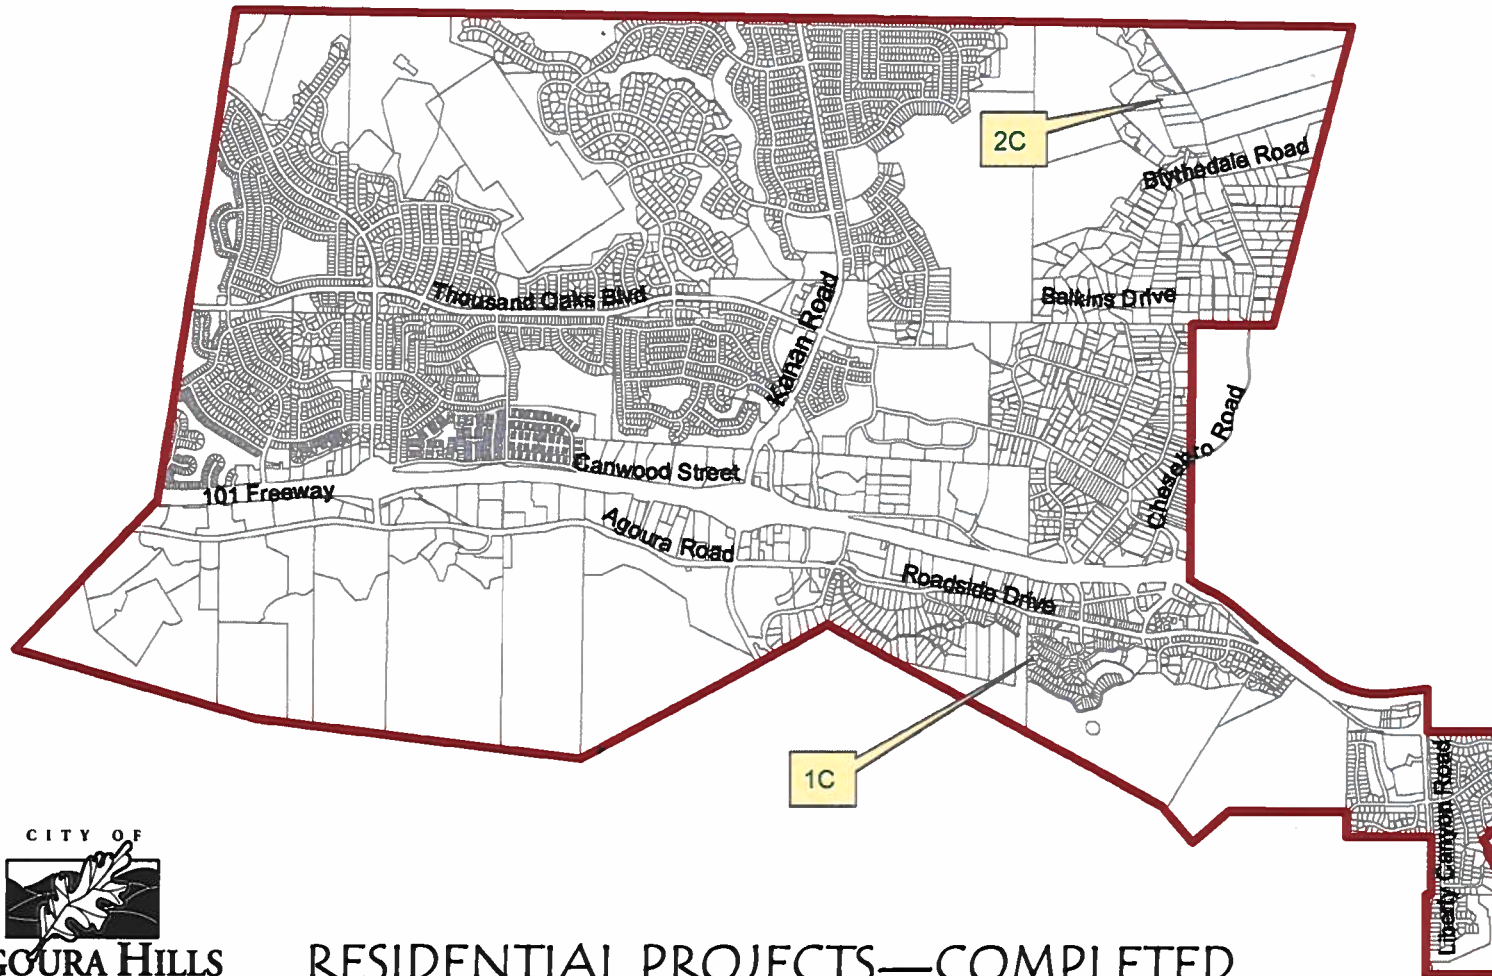 2C
Blythedale Road
Balkins Drive
Thousand Oaks Blvd
Kanan Road
Chesebro Road
Canwood Street
101 Freeway
Agoura Road
Roadside Drive
1C
Liberty Canyon Road
CITY OF
GOURA HILLS
RESIDENTIAL PROJECTS—COMPLETED